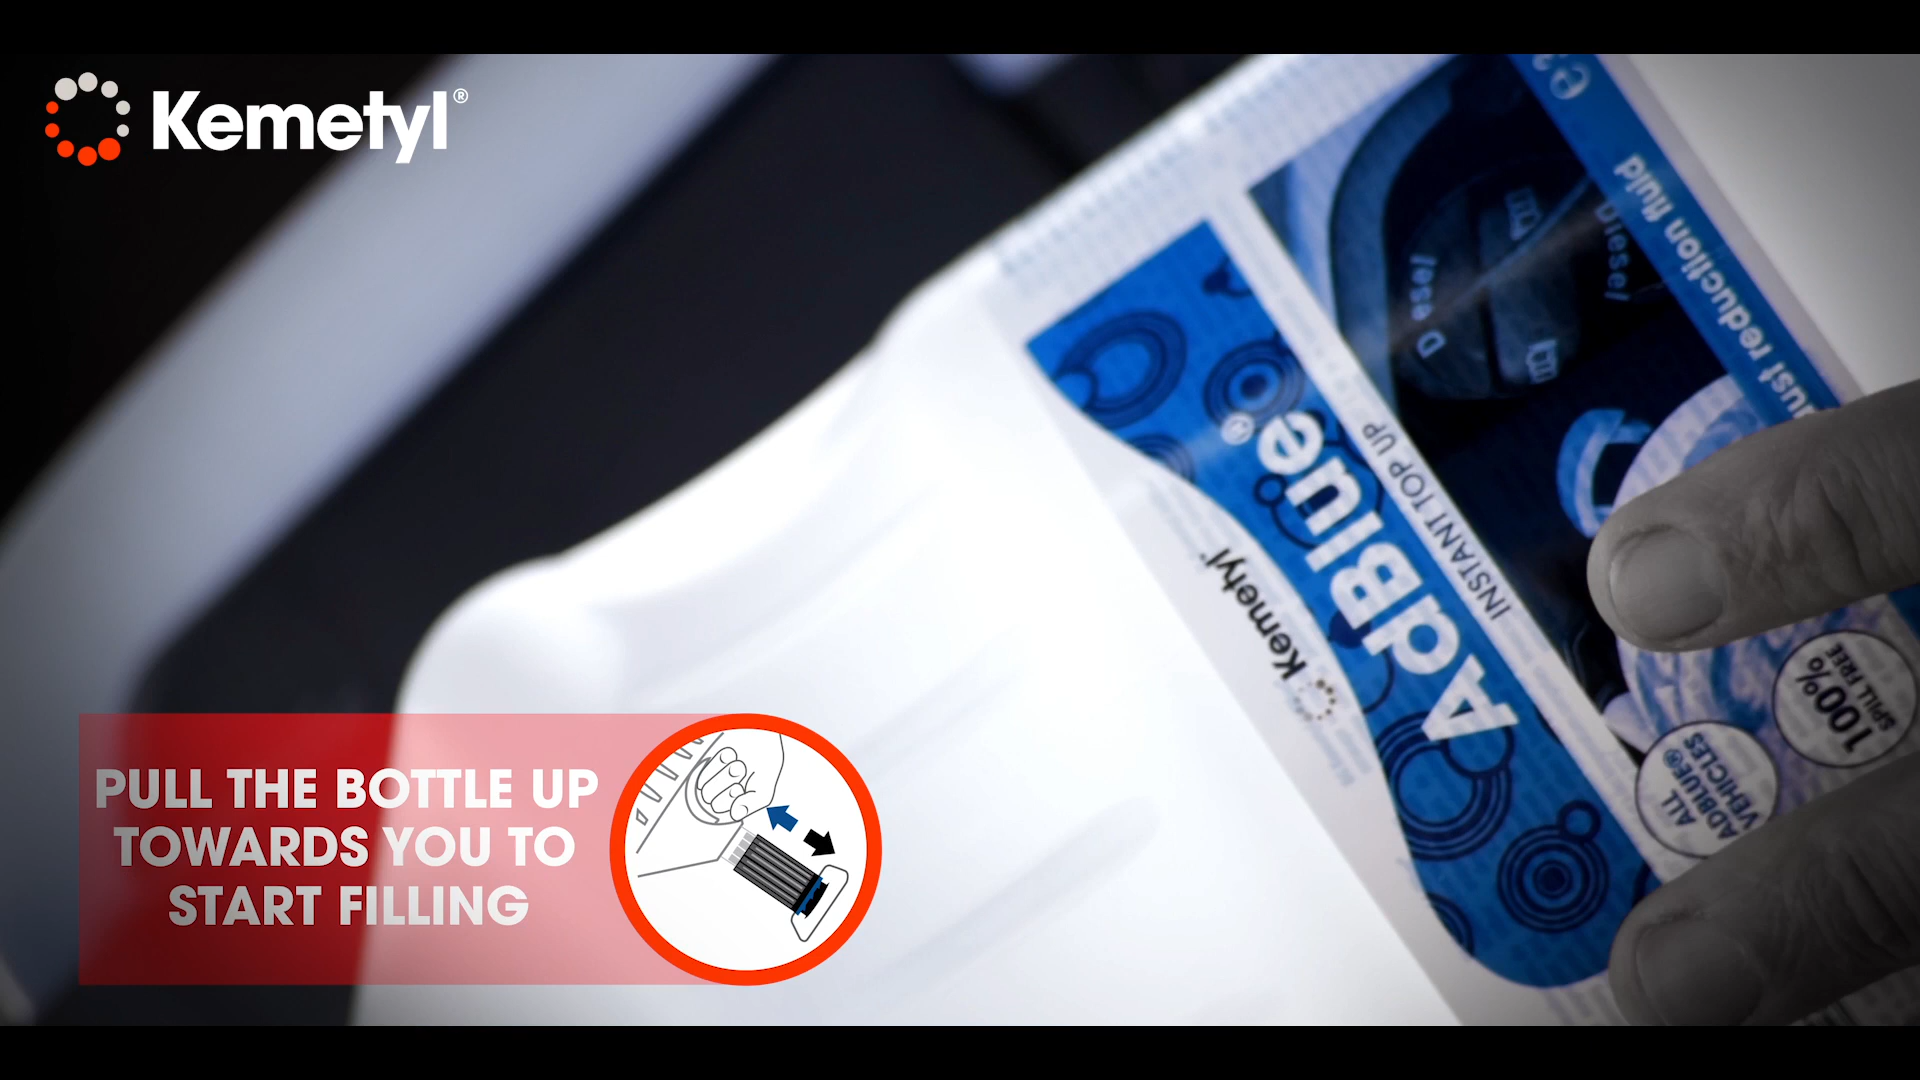 Kemetyl®
PULL THE BOTTLE UP
TOWARDS YOU TO
START FILLING
Kemetyl
AdBlue®
INSTANT TOP UP
Diesel
Diesel
reduction fluid
ALL
ADBLUE®
VEHICLES
100%
SPILL FREE